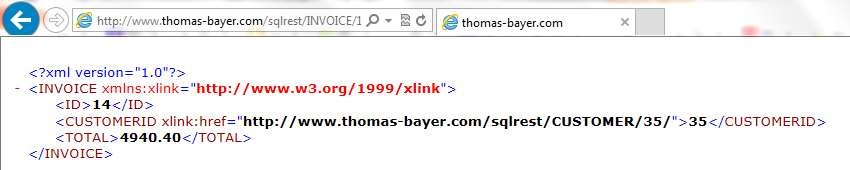 http://www.thomas-bayer.com/sqlrest/INVOICE/1
thomas-bayer.com
<?xml version="1.0"?>
- <INVOICE xmlns:xlink="http://www.w3.org/1999/xlink">
<ID>14</ID>
<CUSTOMERID xlink:href="http://www.thomas-bayer.com/sqlrest/CUSTOMER/35/">35</CUSTOMERID>
<TOTAL>4940.40</TOTAL>
</INVOICE>